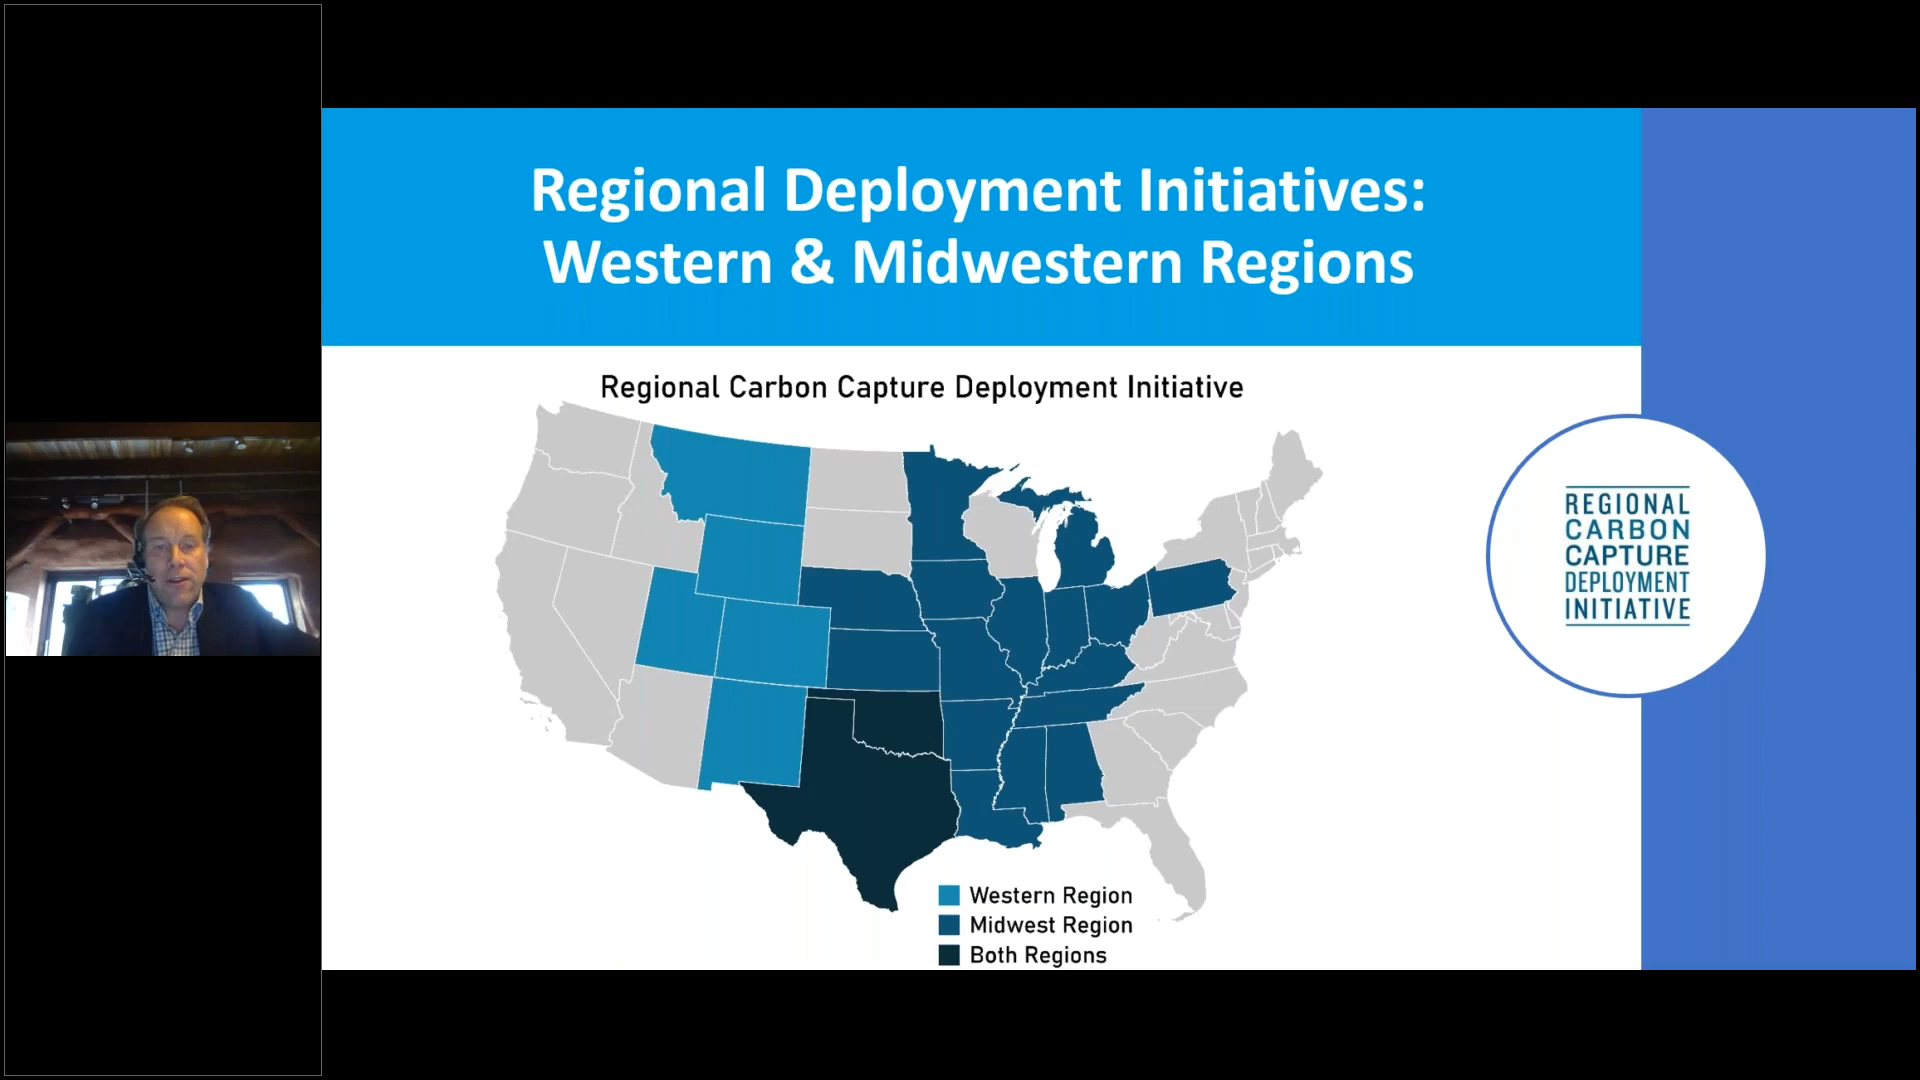 Regional Deployment Initiatives:
Western & Midwestern Regions
Regional Carbon Capture Deployment Initiative
Western Region
Midwest Region
Both Regions
REGIONAL
CARBON
CAPTURE
DEPLOYMENT
INITIATIVE